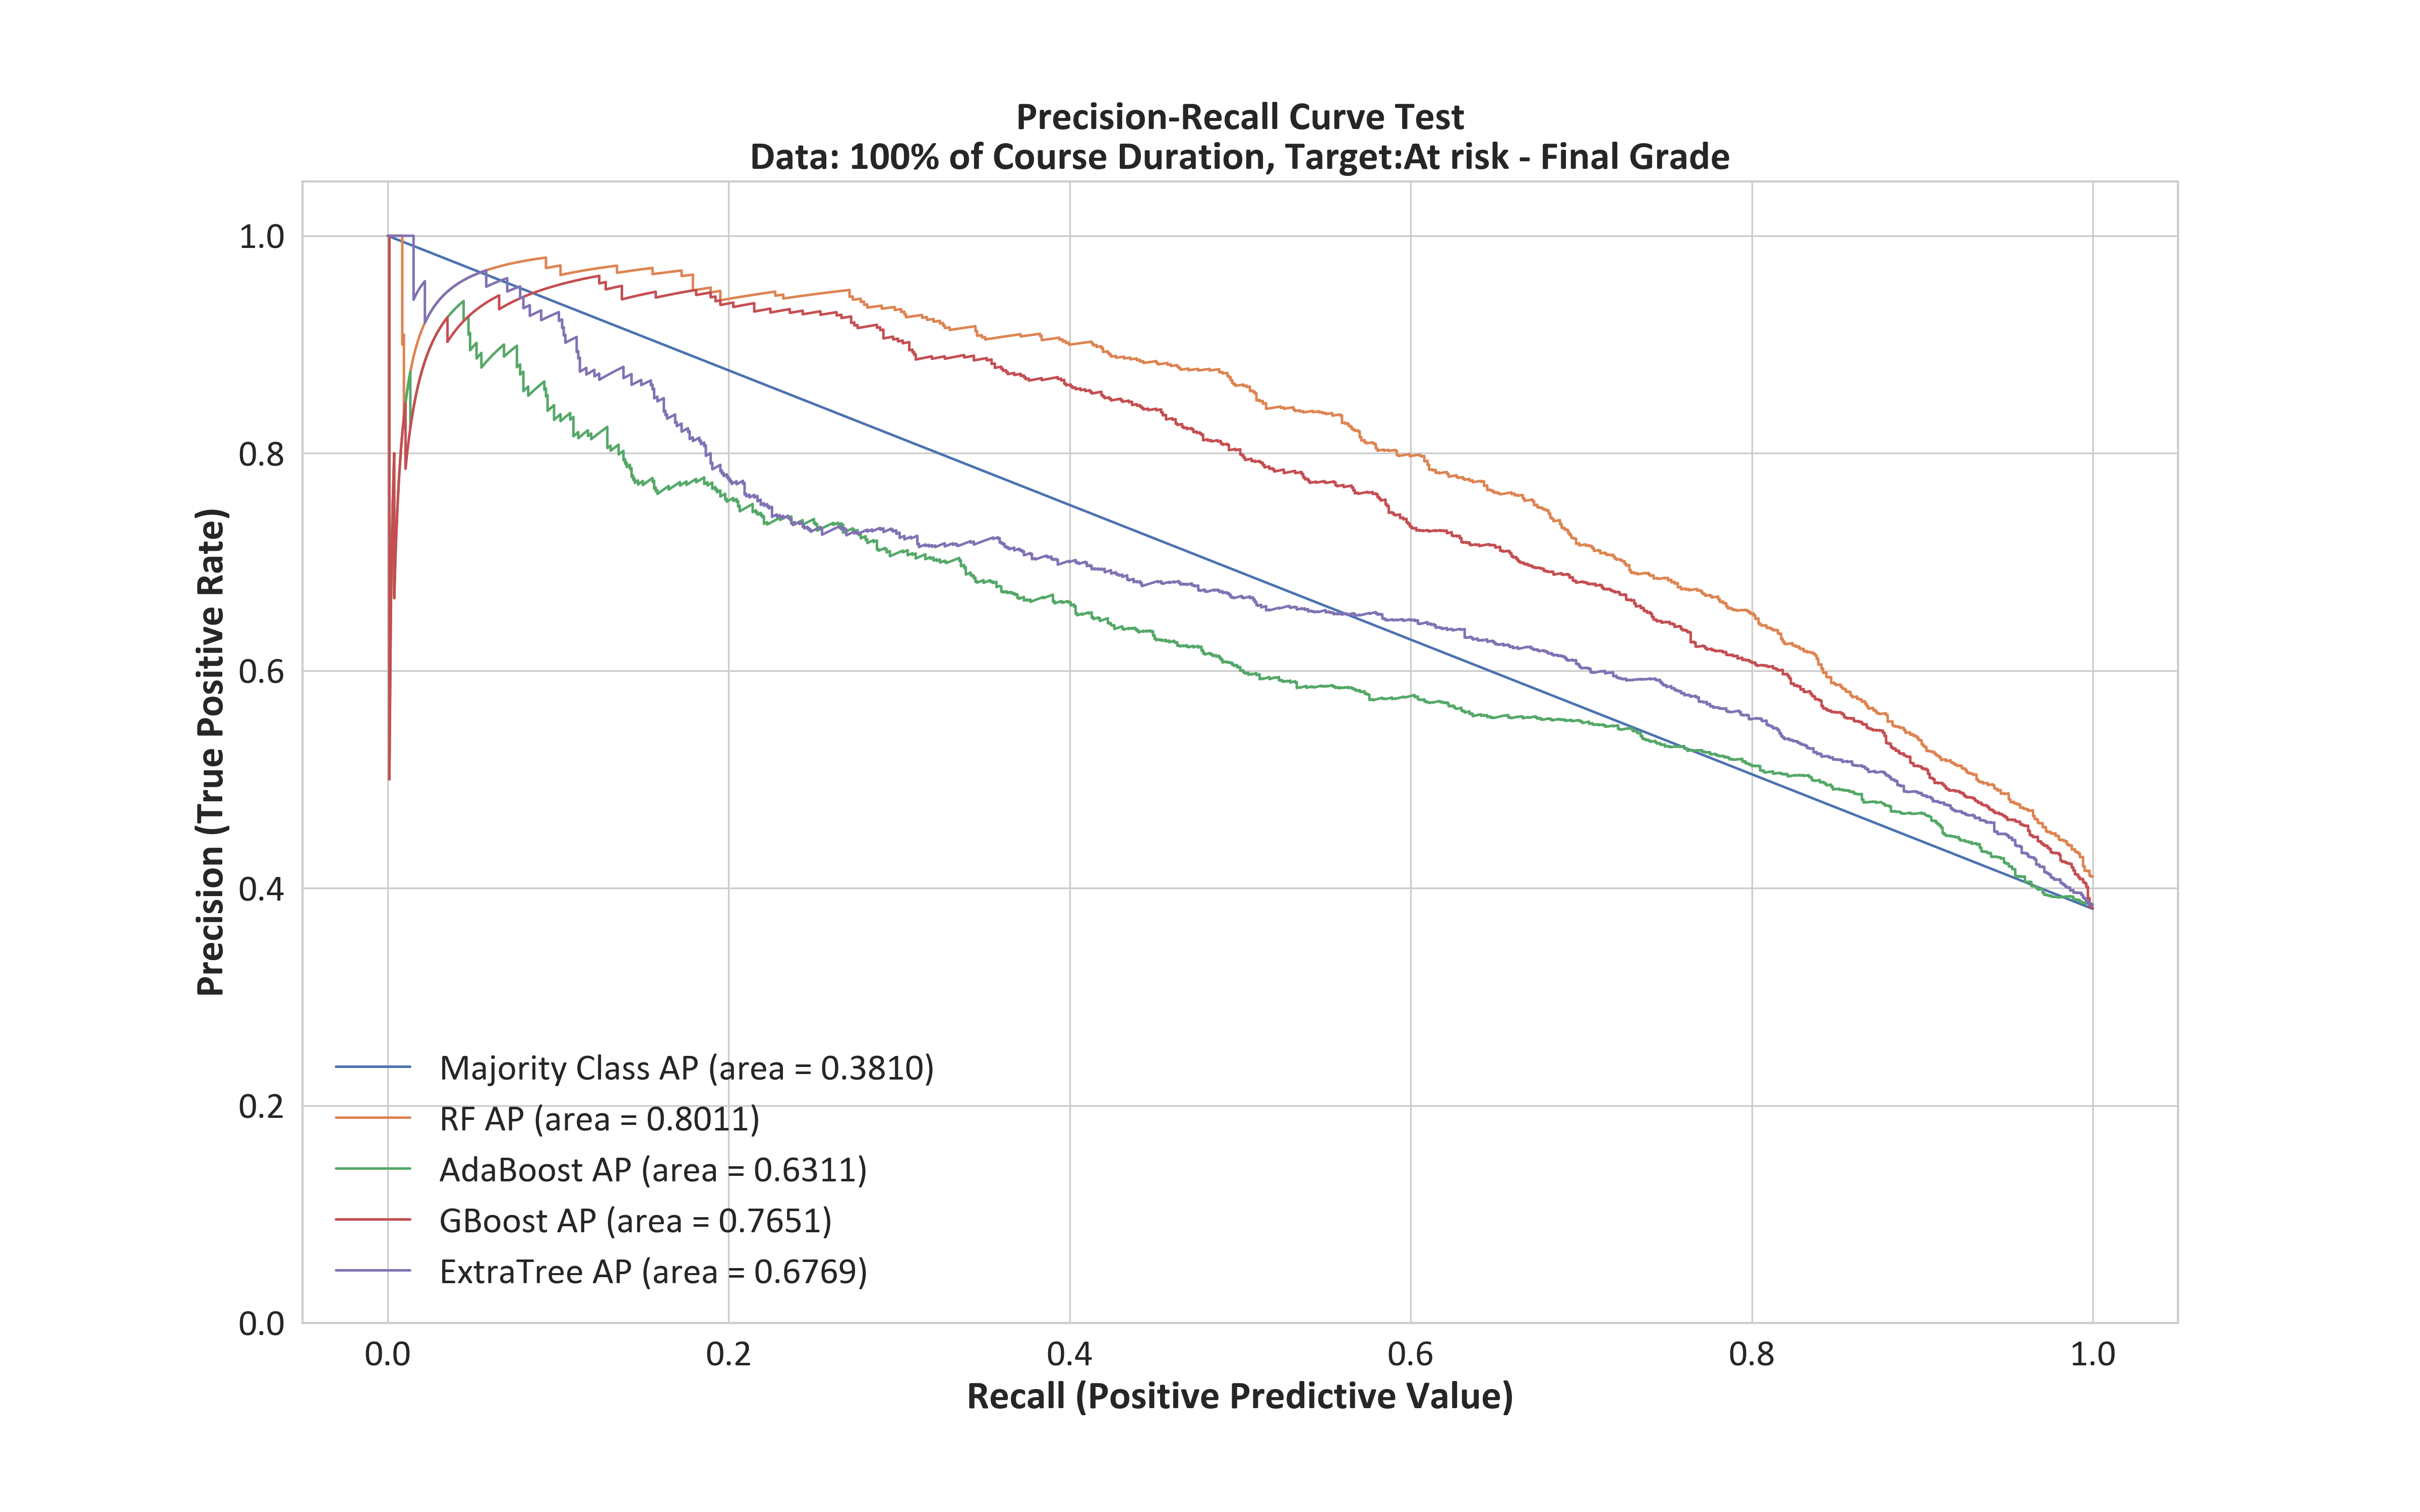 Precision-Recall Curve Test
Data: 100% of Course Duration, Target:At risk - Final Grade
Precision (True Positive Rate)
1.0
0.8
0.6
0.4
0.2
0.0
Majority Class AP (area = 0.3810)
RF AP (area = 0.8011)
AdaBoost AP (area = 0.6311)
GBoost AP (area = 0.7651)
ExtraTree AP (area = 0.6769)
0.0 0.2 0.4 0.6 0.8 1.0
Recall (Positive Predictive Value)